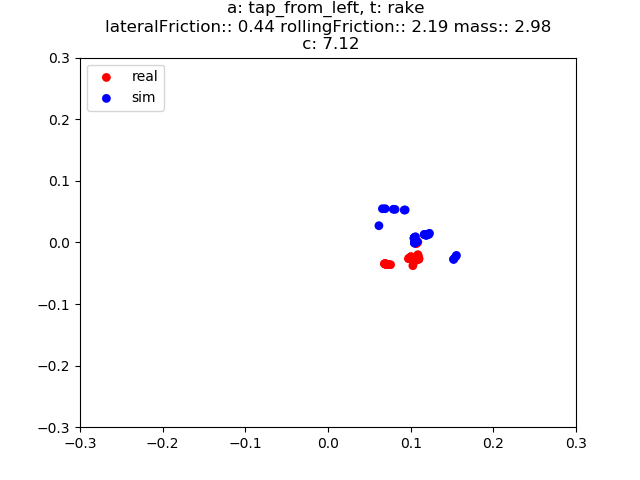 a: tap_from_left, t: rake
lateralFriction:: 0.44 rollingFriction:: 2.19 mass:: 2.98
c: 7.12
real
sim
0.3
0.2
0.1
0.0
−0.1
−0.2
−0.3
−0.3 −0.2 −0.1 0.0 0.1 0.2 0.3